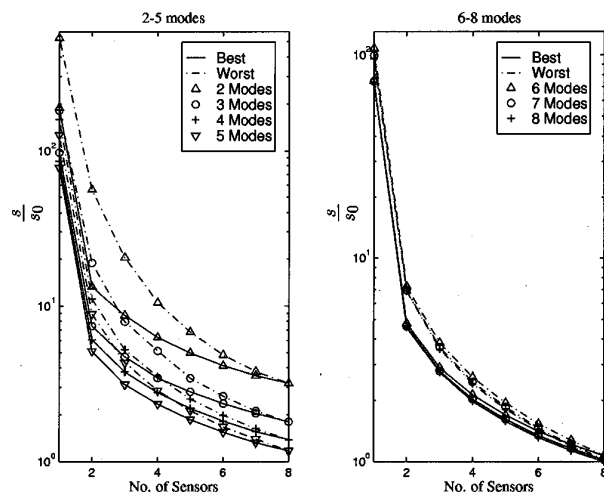 2-5 modes
Best
Worst
2 Modes
3 Modes
4 Modes
5 Modes
s/s0
10^2
10^1
10^0
2 4 6 8
No. of Sensors
6-8 modes
Best
Worst
6 Modes
7 Modes
8 Modes
s/s0
10^2
10^1
10^0
2 4 6 8
No. of Sensors